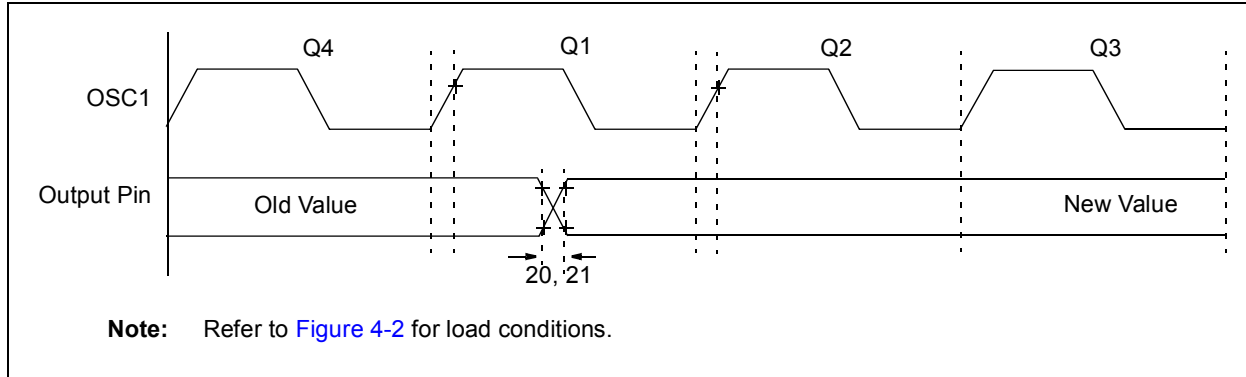 Q4 Q1 Q2 Q3
OSC1
Output Pin
Old Value New Value
20, 21
Note: Refer to Figure 4-2 for load conditions.